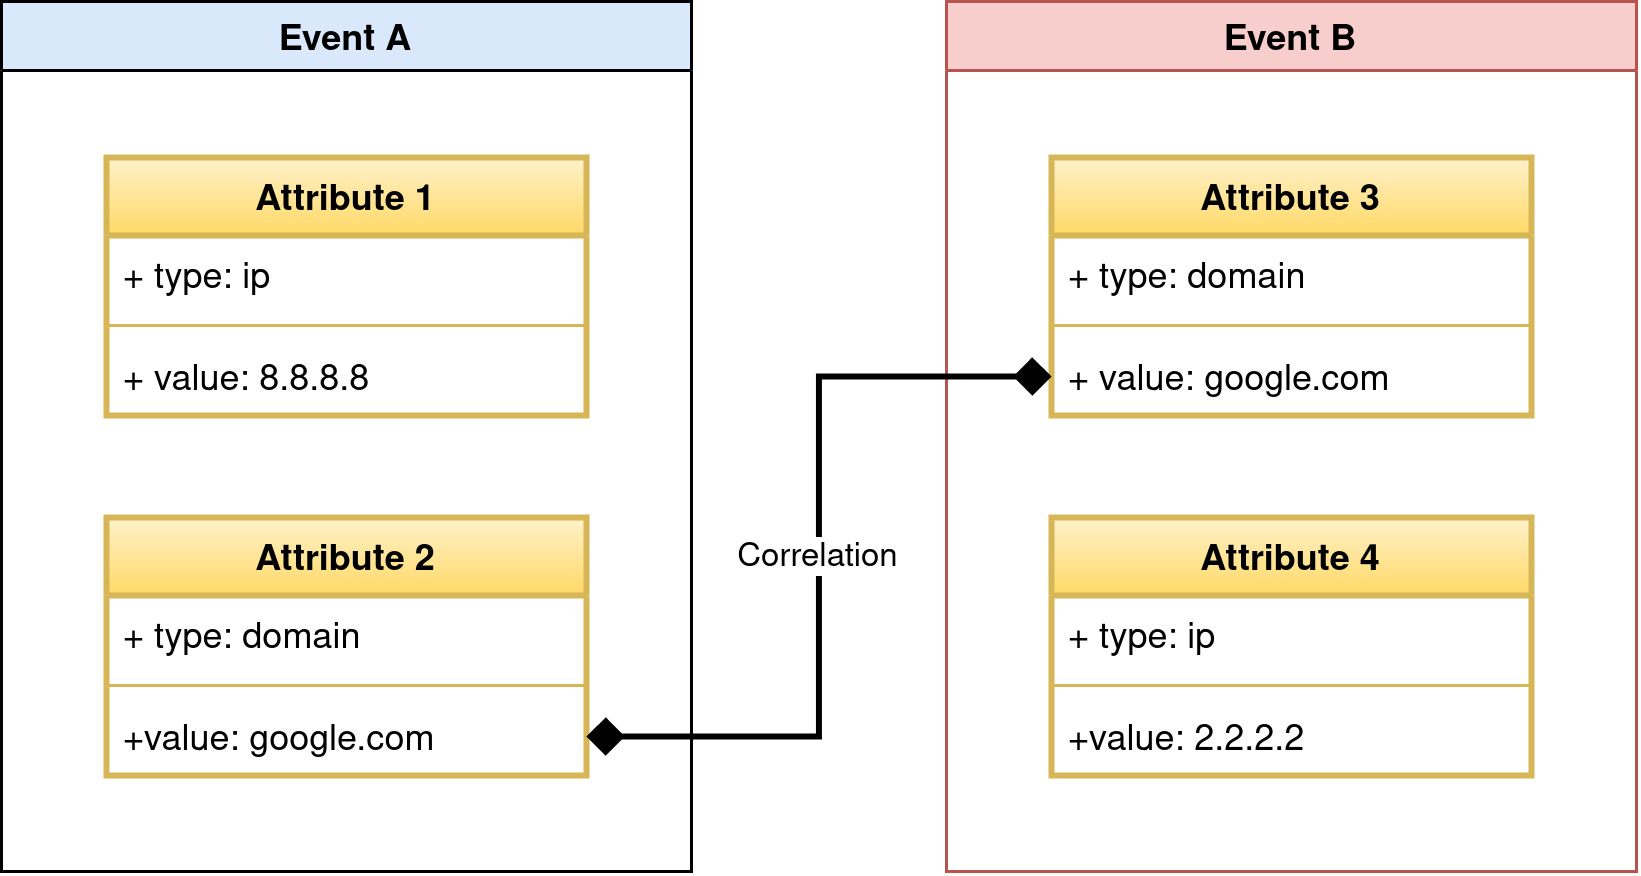 Event A
Attribute 1
+ type: ip
+ value: 8.8.8.8
Attribute 2
+ type: domain
+value: google.com
Correlation
Event B
Attribute 3
+ type: domain
+ value: google.com
Attribute 4
+ type: ip
+value: 2.2.2.2